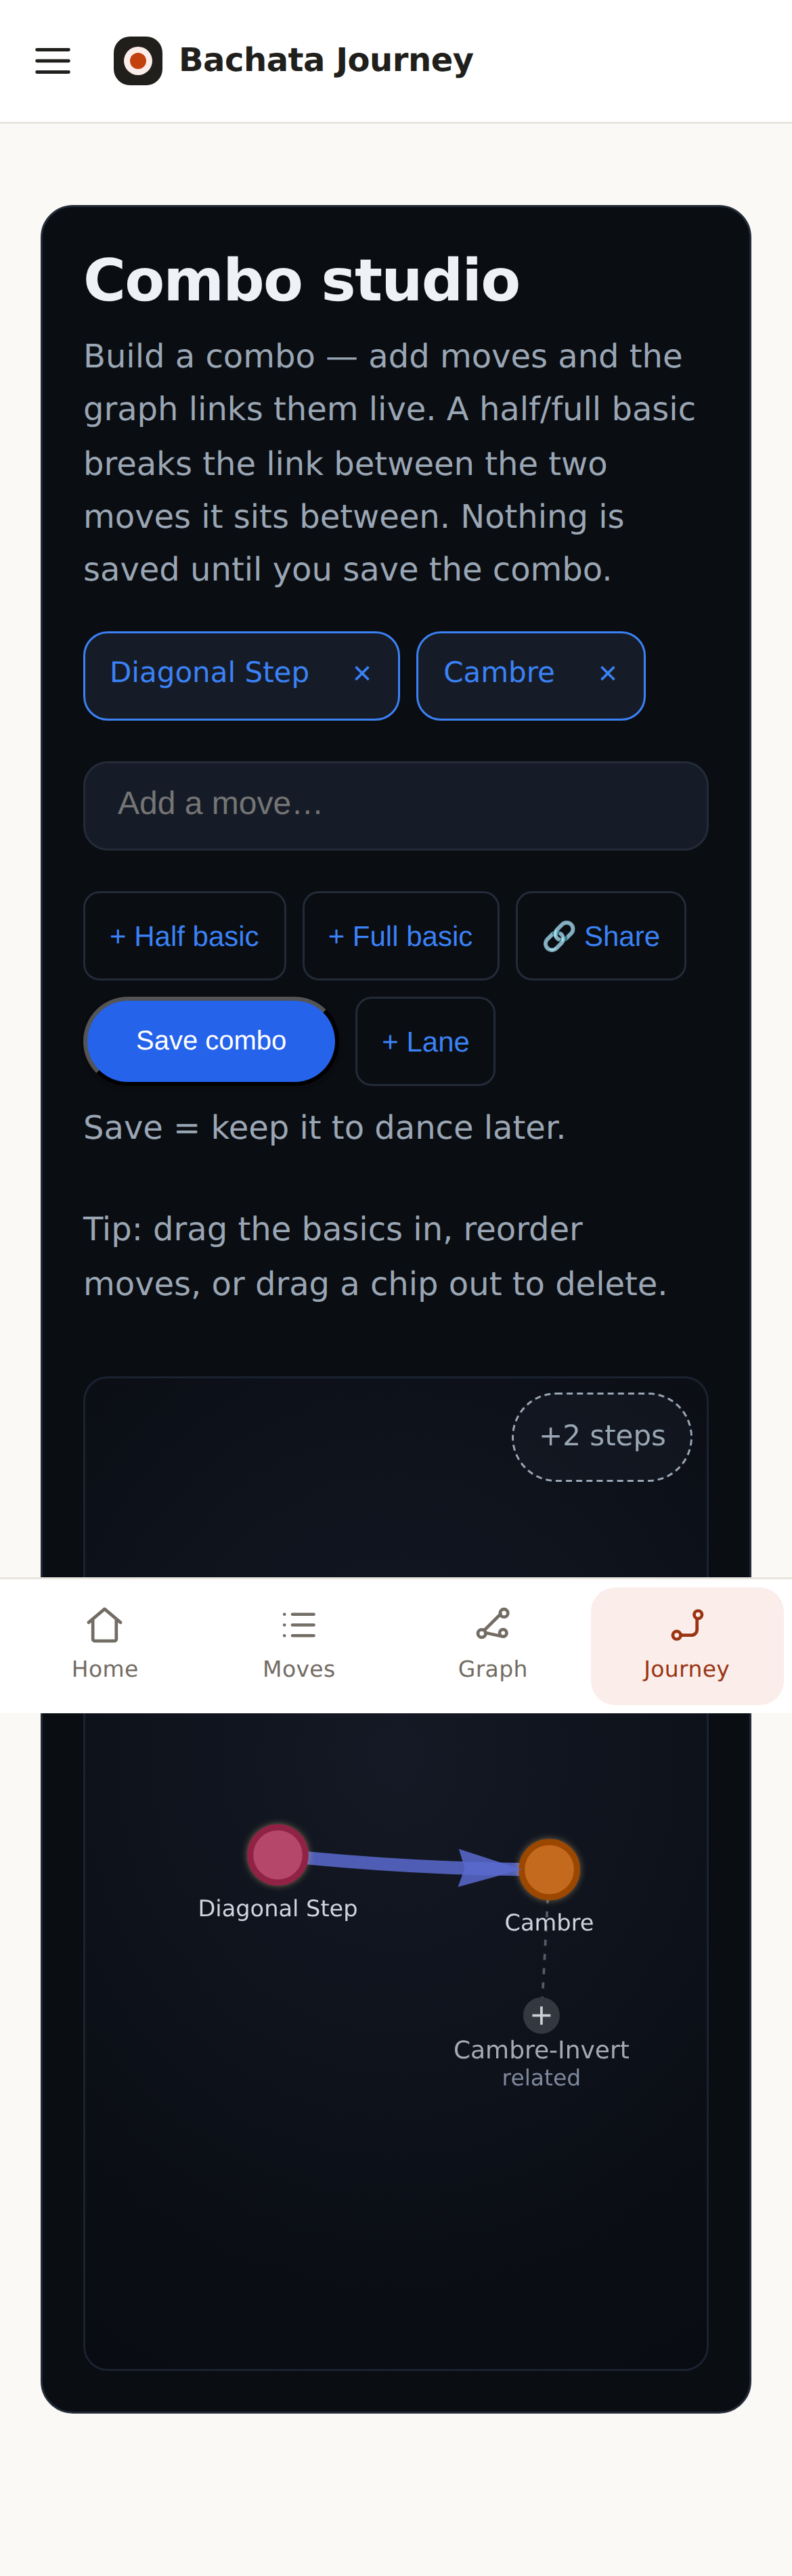 Bachata Journey
Combo studio
Build a combo — add moves and the
graph links them live. A half/full basic
breaks the link between the two
moves it sits between. Nothing is
saved until you save the combo.
Diagonal Step ✕ Cambre ✕
Add a move…
+ Half basic + Full basic 🔗 Share
Save combo + Lane
Save = keep it to dance later.
Tip: drag the basics in, reorder
moves, or drag a chip out to delete.
+2 steps
Home Moves Graph Journey
Diagonal Step
Cambre
+
Cambre-Invert
related